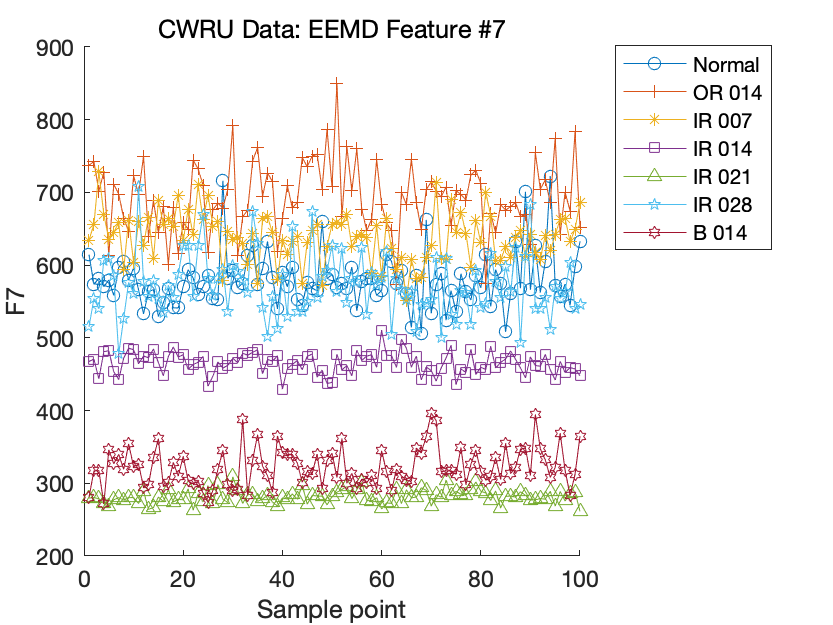 CWRU Data: EEMD Feature #7
900
800
700
600
500
400
300
200
F7
0
20
40
60
80
100
Sample point
Normal
OR 014
IR 007
IR 014
IR 021
IR 028
B 014